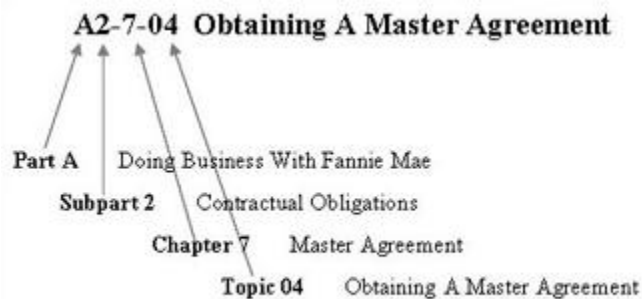 A2-7-04 Obtaining A Master Agreement
Part A Doing Business With Fannie Mae
Subpart 2 Contractual Obligations
Chapter 7 Master Agreement
Topic 04 Obtaining A Master Agreement